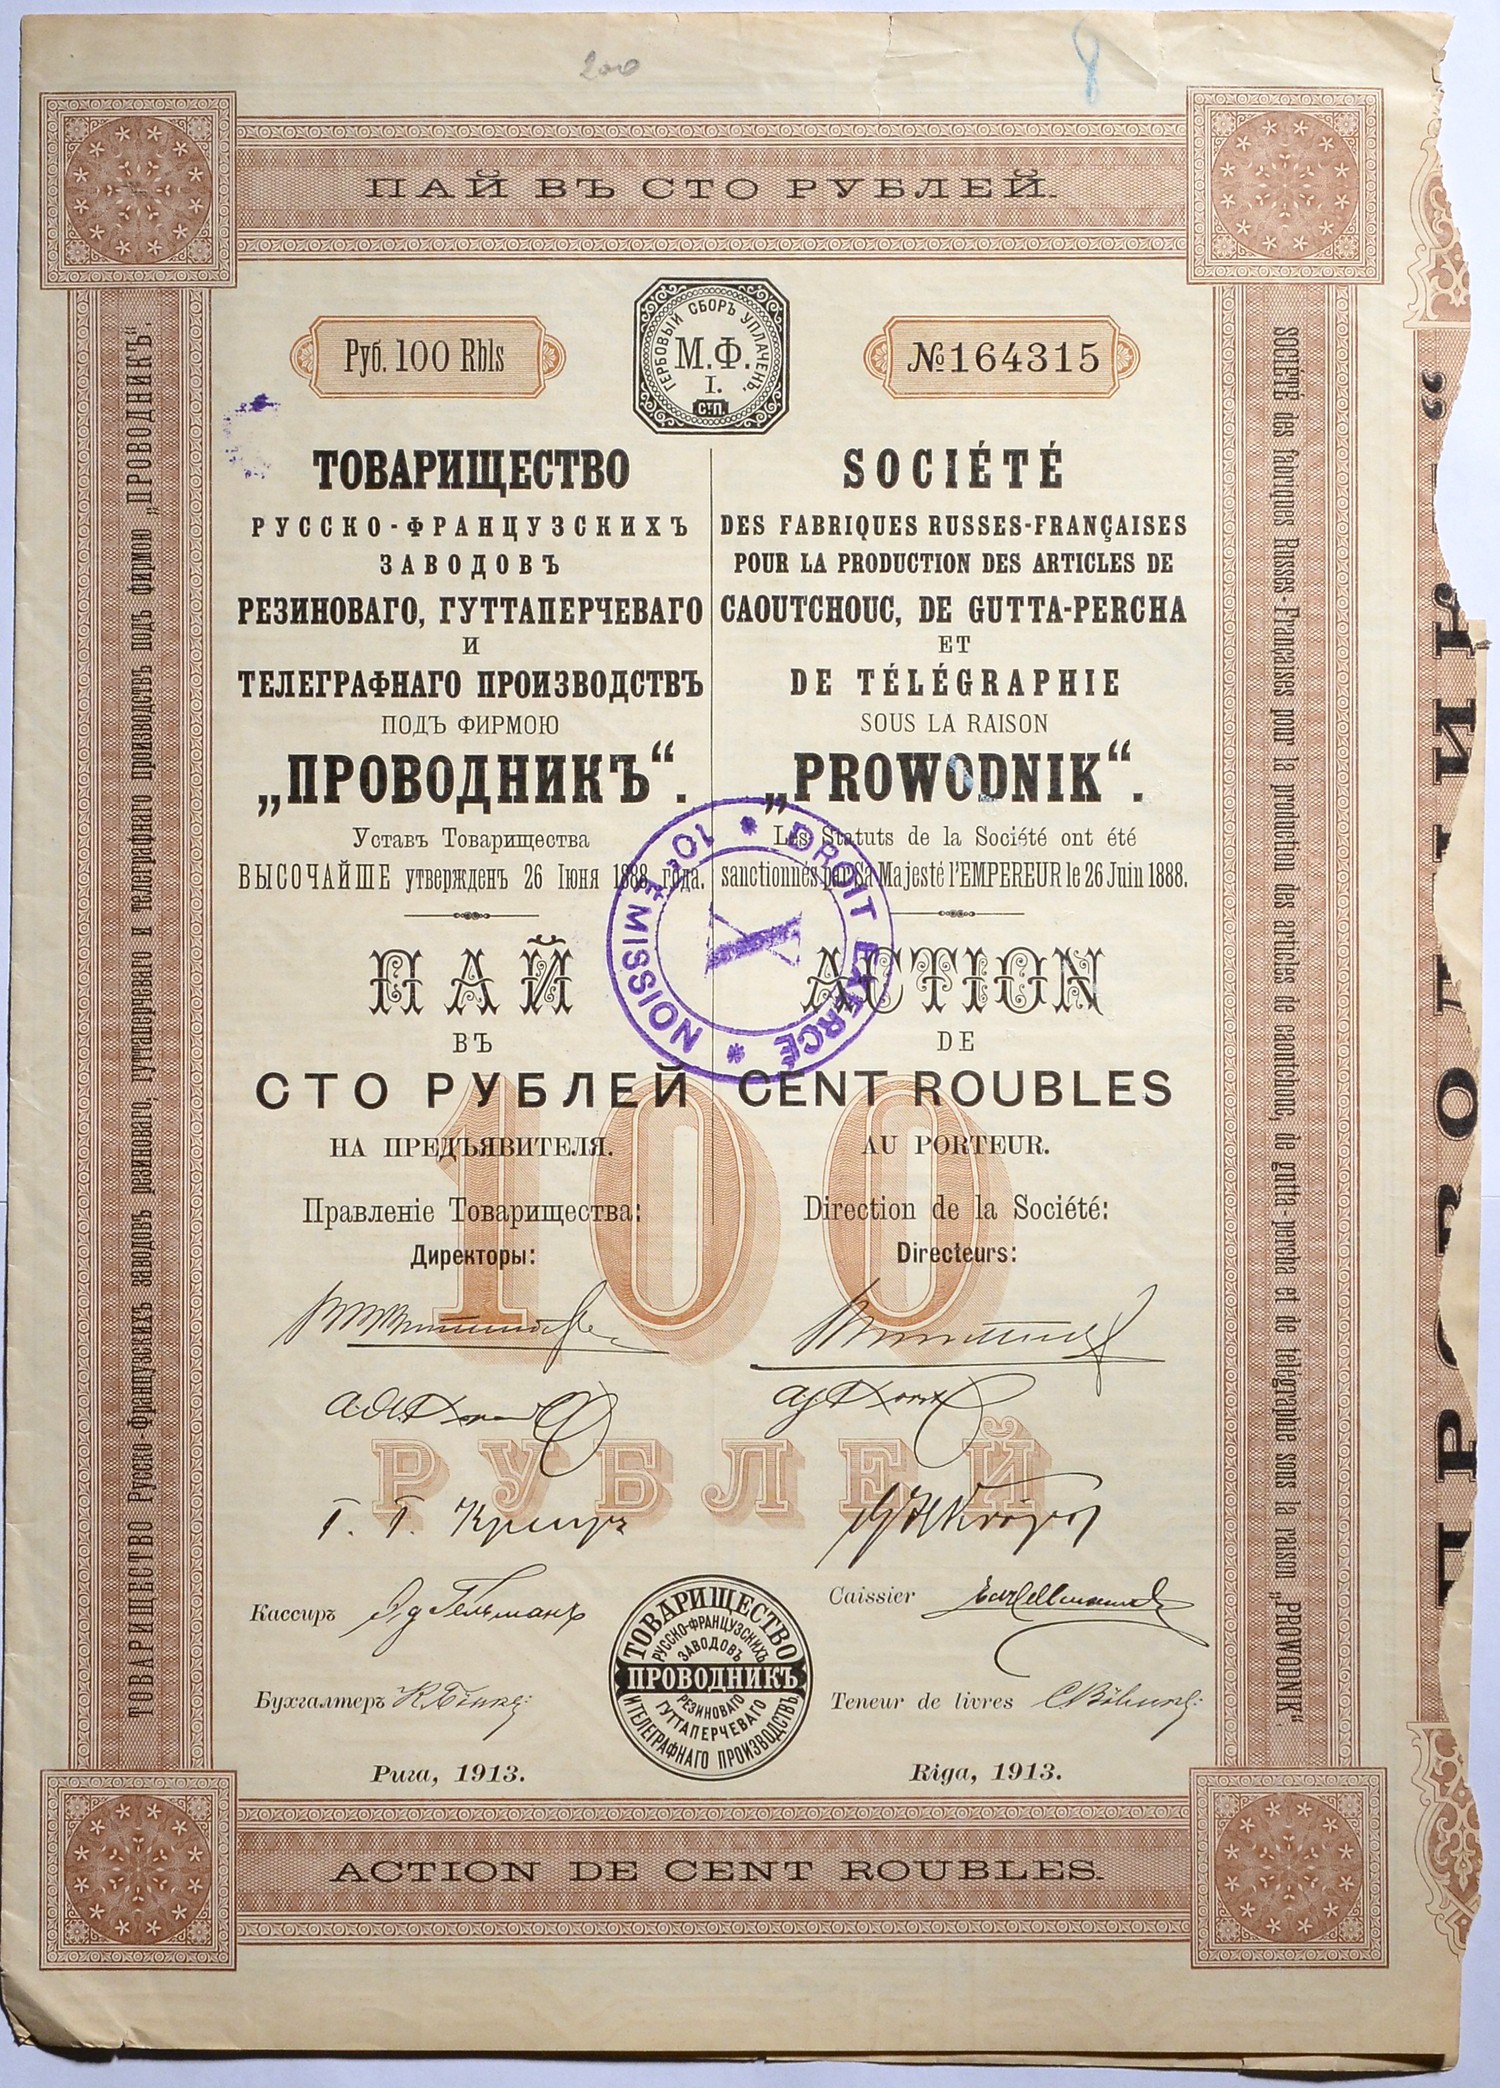 200
8
ПАЙ ВЪ СТО РУБЛЕЙ.
Руб. 100 Rbls
ГЕРБОВЫЙ СБОРЪ УПЛАЧЕНЪ.
М.Ф.
I.
С.П.
№164315
ТОВАРИЩЕСТВО
РУССКО-ФРАНЦУЗСКИХЪ
ЗАВОДОВЪ
РЕЗИНОВАГО, ГУТТАПЕРЧЕВАГО
И
ТЕЛЕГРАФНАГО ПРОИЗВОДСТВЪ
ПОДЪ ФИРМОЮ
„ПРОВОДНИКЪ“.
Уставъ Товарищества
ВЫСОЧАЙШЕ утвержденъ 26 Іюня 1888 года.
ПАЙ
ВЪ
СТО РУБЛЕЙ
НА ПРЕДЪЯВИТЕЛЯ.
Правленіе Товарищества:
Директоры:
SOCIÉTÉ
DES FABRIQUES RUSSES-FRANÇAISES
POUR LA PRODUCTION DES ARTICLES DE
CAOUTCHOUC, DE GUTTA-PERCHA
ET
DE TÉLÉGRAPHIE
SOUS LA RAISON
„PROWODNIK“.
Les Statuts de la Société ont été
sanctionnés par Sa Majesté l'EMPEREUR le 26 Juin 1888.
ACTION
DE
CENT ROUBLES
AU PORTEUR.
Direction de la Société:
Directeurs:
DROIT EXERCÉ
X
ÉMISSION
100
РУБЛЕЙ
Кассиръ
Бухгалтеръ
Рига, 1913.
ТОВАРИЩЕСТВО
РУССКО-ФРАНЦУЗСКИХЪ
ЗАВОДОВЪ
ПРОВОДНИКЪ
РЕЗИНОВАГО
ГУТТАПЕРЧЕВАГО
И ТЕЛЕГРАФНАГО ПРОИЗВОДСТВЪ
Caissier
Teneur de livres
Riga, 1913.
ACTION DE CENT ROUBLES.
ТОВАРИЩЕСТВО Русско-Французскихъ заводовъ резиноваго, гуттаперчеваго и телеграфнаго производствъ подъ фирмою „ПРОВОДНИКЪ“.
SOCIÉTÉ des fabriques Russes-Françaises pour la production des articles de caoutchouc, de gutta-percha et de télégraphie sous la raison „PROWODNIK“.